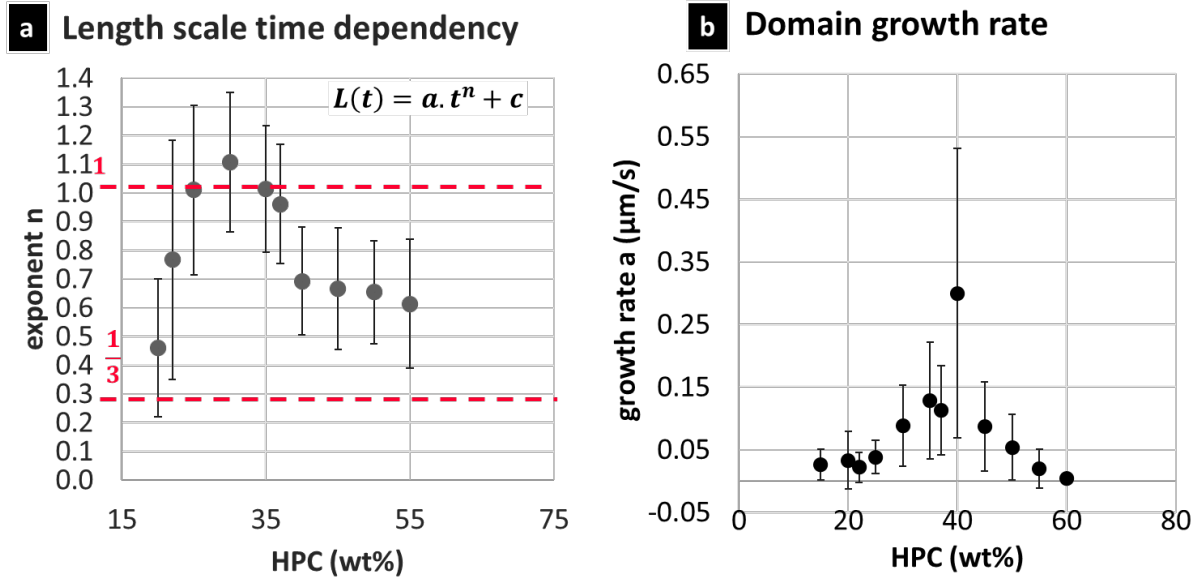 a Length scale time dependency
L(t) = a.tⁿ + c
exponent n
1.4
1.3
1.2
1.1
1.0
0.9
0.8
0.7
0.6
0.5
0.4
0.3
0.2
0.1
0.0
1
1
3
15 35 55 75
HPC (wt%)
b Domain growth rate
growth rate a (µm/s)
0.65
0.55
0.45
0.35
0.25
0.15
0.05
-0.05
0 20 40 60 80
HPC (wt%)